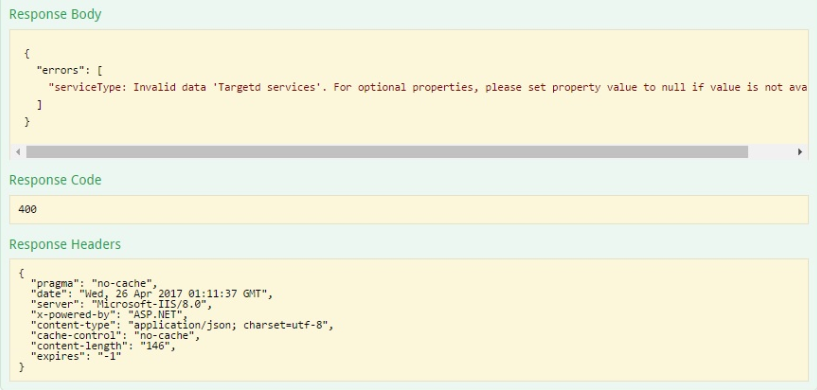 Response Body
{
"errors": [
"serviceType: Invalid data 'Targetd services'. For optional properties, please set property value to null if value is not ava
]
}
Response Code
400
Response Headers
{
"pragma": "no-cache",
"date": "Wed, 26 Apr 2017 01:11:37 GMT",
"server": "Microsoft-IIS/8.0",
"x-powered-by": "ASP.NET",
"content-type": "application/json; charset=utf-8",
"cache-control": "no-cache",
"content-length": "146",
"expires": "-1"
}